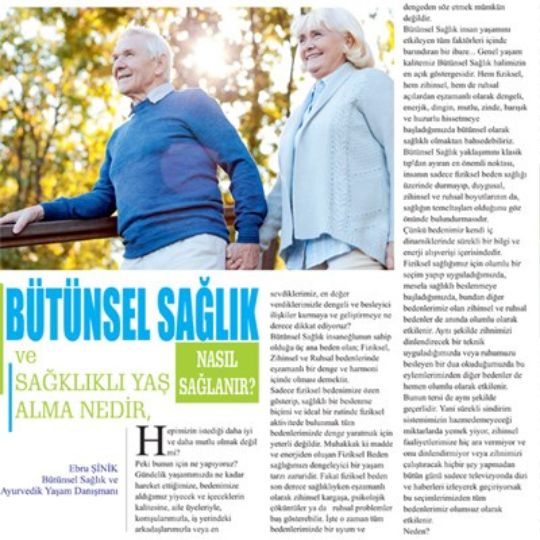 BÜTÜNSEL SAĞLIK
ve
SAĞKLIKLI YAŞ
ALMA NEDİR,
NASIL
SAĞLANIR?
Ebru ŞİNİK
Bütünsel Sağlık ve
Ayurvedik Yaşam Danışmanı
Hepimizin istediği daha iyi
ve daha mutlu olmak değil
mi?
Peki bunun için ne yapıyoruz?
Gündelik yaşamımızda ne kadar
hareket ettiğimize, bedenimize
aldığımız yiyecek ve içeceklerin
kalitesine, aile üyeleriyle,
komşularımızla, iş yerindeki
arkadaşlarımızla veya en
sevdiklerimiz, en değer
verdiklerimizle dengeli ve besleyici
ilişkiler kurmaya ve geliştirmeye ne
derece dikkat ediyoruz?
Bütünsel Sağlık insanoğlunun sahip
olduğu üç ana beden olan; Fiziksel,
Zihinsel ve Ruhsal bedenlerinde
eşzamanlı bir denge ve harmoni
içinde olması demektir.
Sadece fiziksel bedenimize özen
gösterip, sağlıklı bir beslenme
biçimi ve ideal bir rutinde fiziksel
aktivitede bulunmak tüm
bedenlerimizde denge yaratmak için
yeterli değildir. Muhakkak ki madde
ve enerjiden oluşan Fiziksel Beden
sağlığınızı dengeleyici bir yaşam
tarzı zaruridir. Fakat fiziksel beden
son derece sağlıklıyken eşzamanlı
olarak zihinsel kargaşa, psikolojik
çöküntüler ya da ruhsal problemler
baş gösterebilir. İşte o zaman tüm
bedenlerimizde bir uyum ve
dengeden söz etmek mümkün
değildir.
Bütünsel Sağlık insan yaşamını
etkileyen tüm faktörleri içinde
barındıran bir ibare... Genel yaşam
kalitemiz Bütünsel Sağlık halimizin
en açık göstergesidir. Hem fiziksel,
hem zihinsel, hem de ruhsal
açılardan eşzamanlı olarak dengeli,
enerjik, dingin, mutlu, zinde, barışık
ve huzurlu hissetmeye
başladığımızda bütünsel olarak
sağlıklı olmaktan bahsedebiliriz.
Bütünsel Sağlık yaklaşımını klasik
tıp'dan ayıran en önemli noktası,
insanın sadece fiziksel beden sağlığı
üzerinde durmayıp, duygusal,
zihinsel ve ruhsal boyutlarının da,
sağlığın temeltaşları olduğunu göz
önünde bulundurmasıdır.
Çünkü bedenimiz kendi iç
dinamiklerinde sürekli bir bilgi ve
enerji alışverişi içerisindedir.
Fiziksel sağlığımız için olumlu bir
seçim yapıp uyguladığımızda,
mesela sağlıklı beslenmeye
başladığımızda, bundan diğer
bedenlerimiz olan zihinsel ve ruhsal
bedenler de anında olumlu olarak
etkilenir. Aynı şekilde zihnimizi
dinlendirecek bir teknik
uyguladığımızda veya ruhumuzu
besleyen bir dua okuduğumuzda bu
eylemlerimizden diğer bedenler de
hemen olumlu olarak etkilenir.
Bunun tersi de aynı şekilde
geçerlidir. Yani sürekli sindirim
sistemimizin hazmedemeyeceği
miktarlarda yemek yiyor, zihinsel
faaliyetlerimize hiç ara vermiyor ve
onu dinlendirmiyor veya zihnimizi
çalıştıracak hiçbir şey yapmadan
bütün günü sadece televizyonda dizi
ve haberleri izleyerek geçiriyorsak
bu seçimlerimizden tüm
bedenlerimiz olumsuz olarak
etkilenir.
Neden?